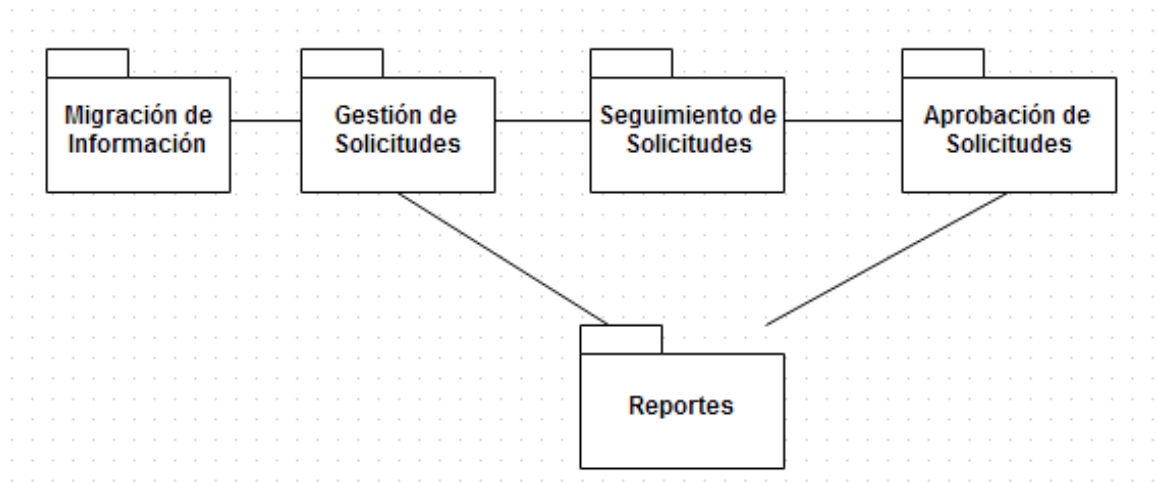 Migración de
Información
Gestión de
Solicitudes
Seguimiento de
Solicitudes
Aprobación de
Solicitudes
Reportes